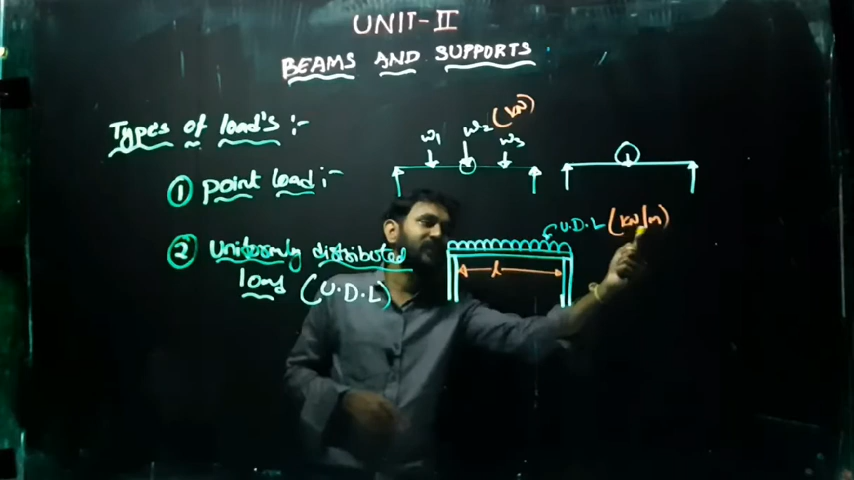 UNIT-II
BEAMS AND SUPPORTS
Types of load's :-
① point load :-
w1 w2 w3 (KN)
② Uniformly distributed
load (U.D.L)
U.D.L (KN/m)
l